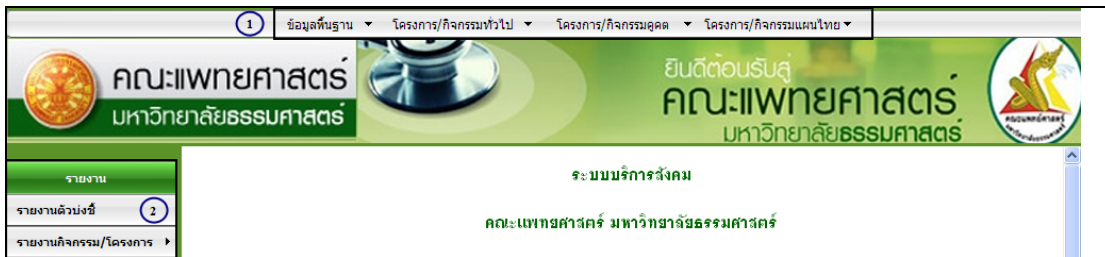 1 ข้อมูลพื้นฐาน โครงการ/กิจกรรมทั่วไป โครงการ/กิจกรรมคูคต โครงการ/กิจกรรมแผนไทย
คณะแพทยศาสตร์
มหาวิทยาลัยธรรมศาสตร์
ยินดีต้อนรับสู่
คณะแพทยศาสตร์
มหาวิทยาลัยธรรมศาสตร์
รายงาน
รายงานตัวบ่งชี้ 2
รายงานกิจกรรม/โครงการ
ระบบบริการสังคม
คณะแพทยศาสตร์ มหาวิทยาลัยธรรมศาสตร์